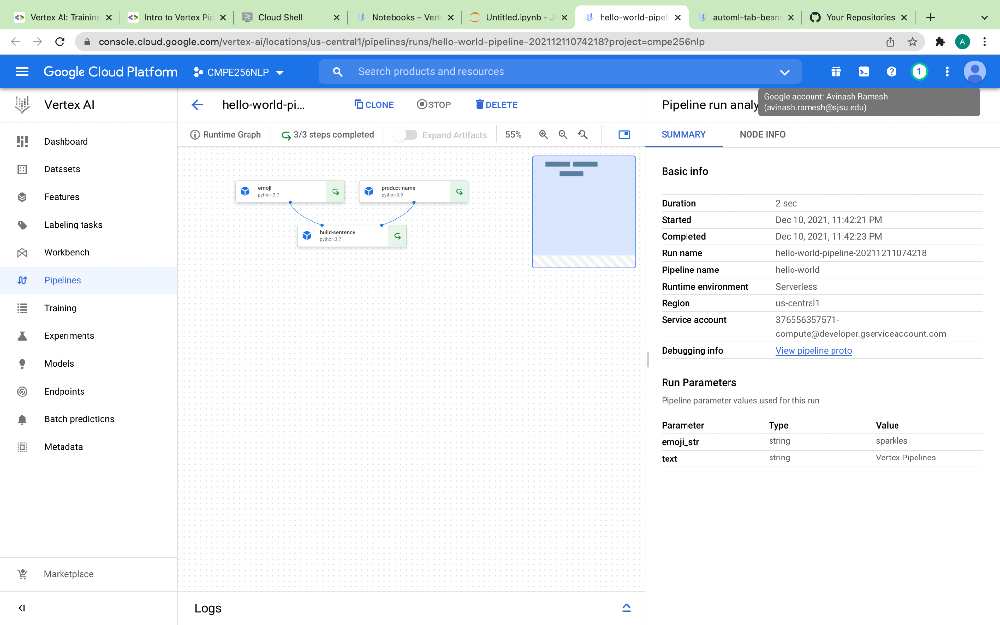 Vertex AI: Training
Intro to Vertex Pip
Cloud Shell
Notebooks – Verte
Untitled.ipynb - J
hello-world-pipeli
automl-tab-beans
Your Repositories
console.cloud.google.com/vertex-ai/locations/us-central1/pipelines/runs/hello-world-pipeline-20211211074218?project=cmpe256nlp
A
Google Cloud Platform
CMPE256NLP
Search products and resources
1
Google account: Avinash Ramesh
(avinash.ramesh@sjsu.edu)
Vertex AI
Dashboard
Datasets
Features
Labeling tasks
Workbench
Pipelines
Training
Experiments
Models
Endpoints
Batch predictions
Metadata
Marketplace
hello-world-pi...
CLONE
STOP
DELETE
Runtime Graph
3/3 steps completed
Expand Artifacts
55%
emoji
python:3.7
product-name
python:3.9
build-sentence
python:3.7
Logs
Pipeline run analy
SUMMARY
NODE INFO
Basic info
Duration 2 sec
Started Dec 10, 2021, 11:42:21 PM
Completed Dec 10, 2021, 11:42:23 PM
Run name hello-world-pipeline-20211211074218
Pipeline name hello-world
Runtime environment Serverless
Region us-central1
Service account 376556357571-
compute@developer.gserviceaccount.com
Debugging info View pipeline proto
Run Parameters
Pipeline parameter values used for this run
Parameter Type Value
emoji_str string sparkles
text string Vertex Pipelines